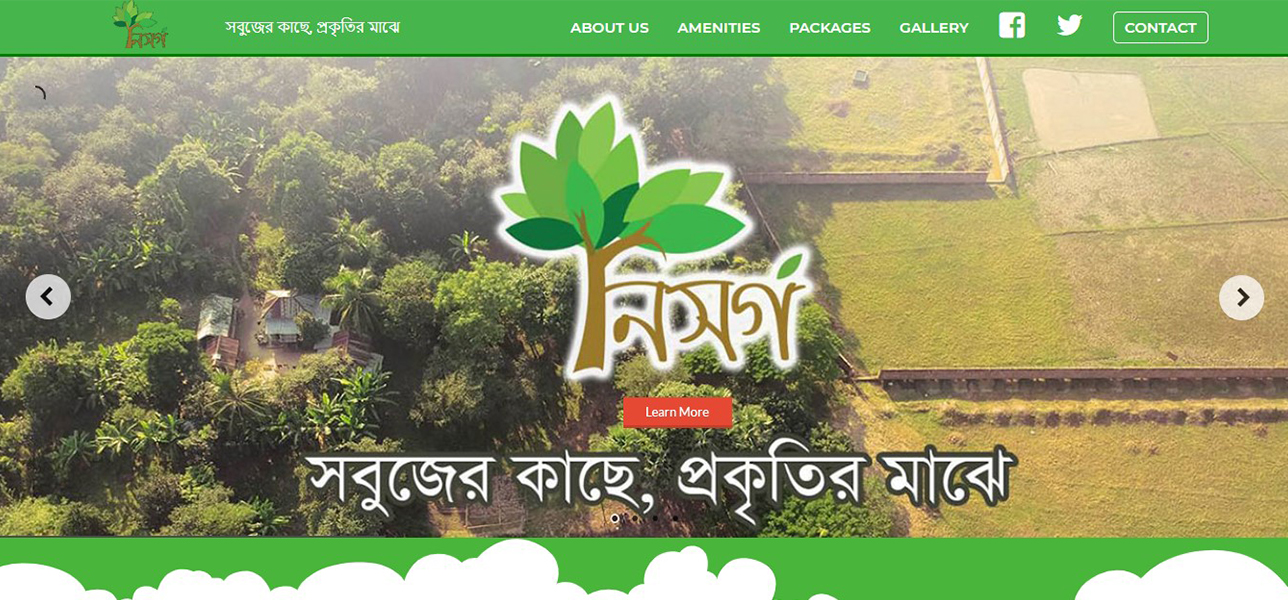 নিসর্গ
সবুজের কাছে, প্রকৃতির মাঝে
ABOUT US
AMENITIES
PACKAGES
GALLERY
CONTACT
নিসর্গ
Learn More
সবুজের কাছে, প্রকৃতির মাঝে